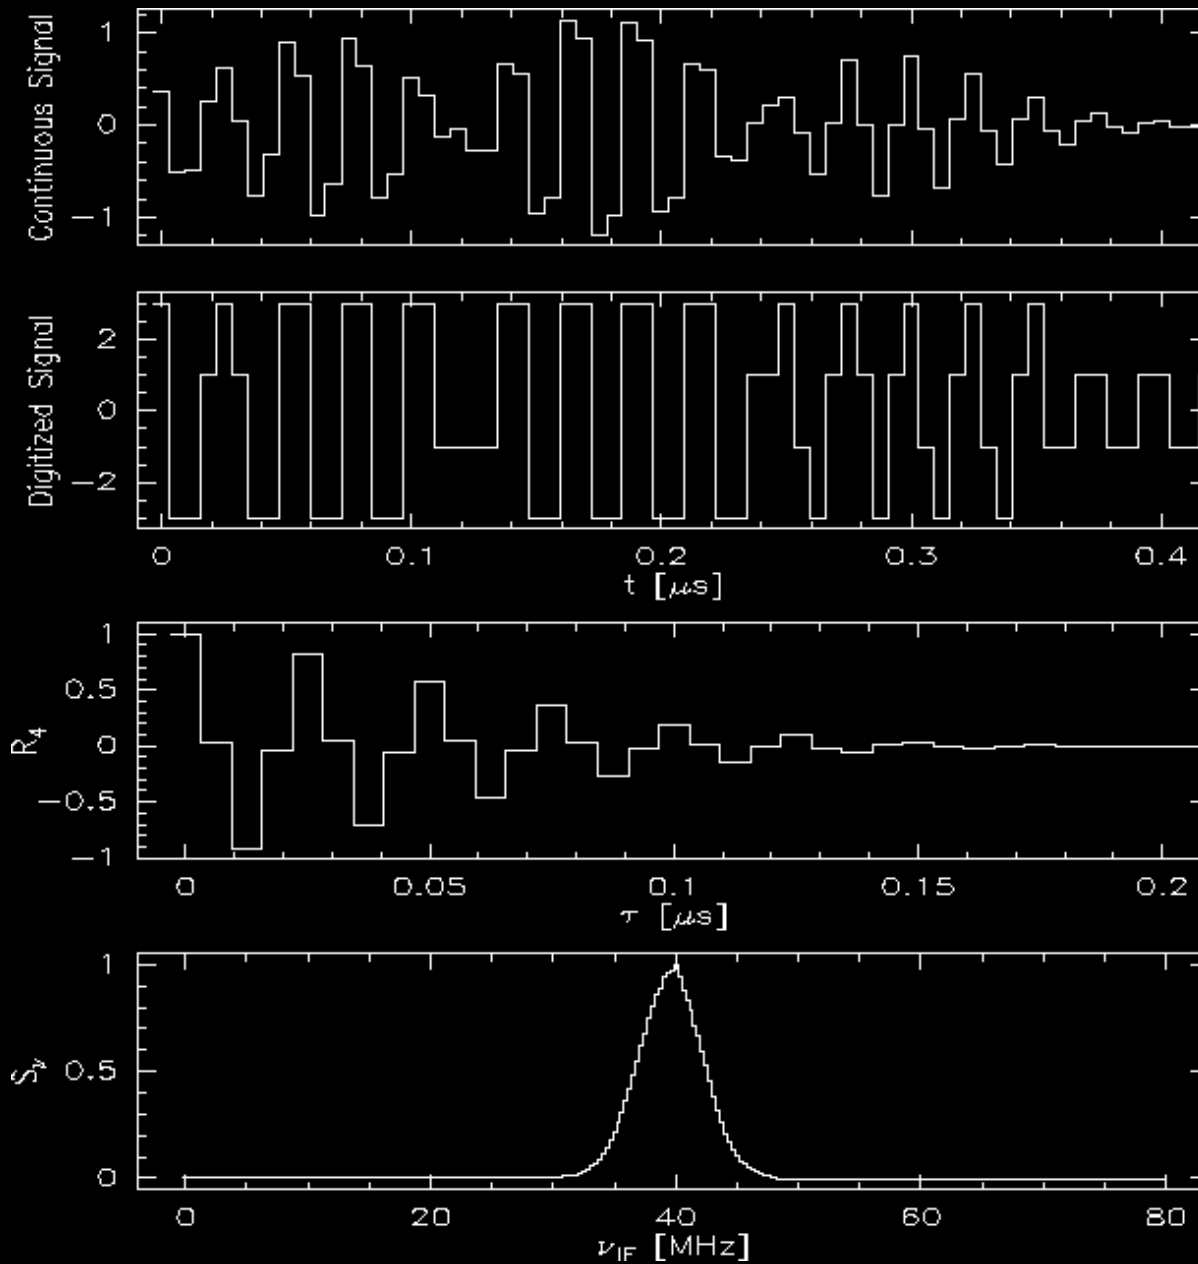 Continuous Signal
1
0
−1
Digitized Signal
2
0
−2
0 0.1 0.2 0.3 0.4
t [μs]
R₄
1
0.5
0
−0.5
−1
0 0.05 0.1 0.15 0.2
τ [μs]
S_ν
1
0.5
0
0 20 40 60 80
ν_IF [MHz]